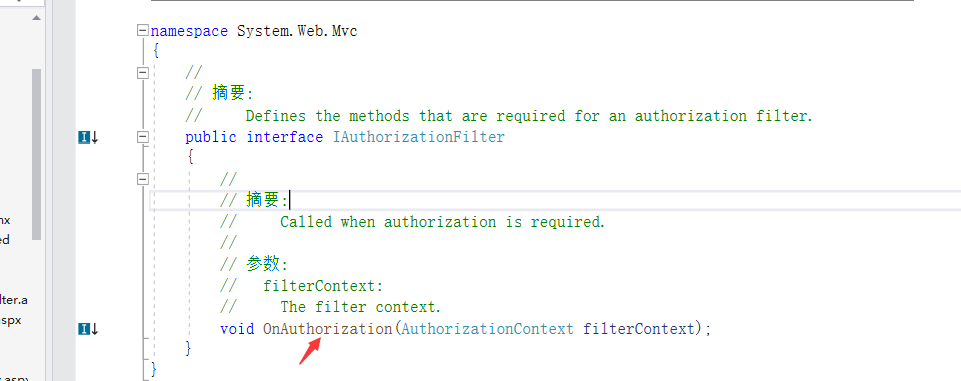 namespace System.Web.Mvc
{
//
// 摘要:
// Defines the methods that are required for an authorization filter.
public interface IAuthorizationFilter
{
//
// 摘要:
// Called when authorization is required.
//
// 参数:
// filterContext:
// The filter context.
void OnAuthorization(AuthorizationContext filterContext);
}
}
nx
ed
lter.a
aspx